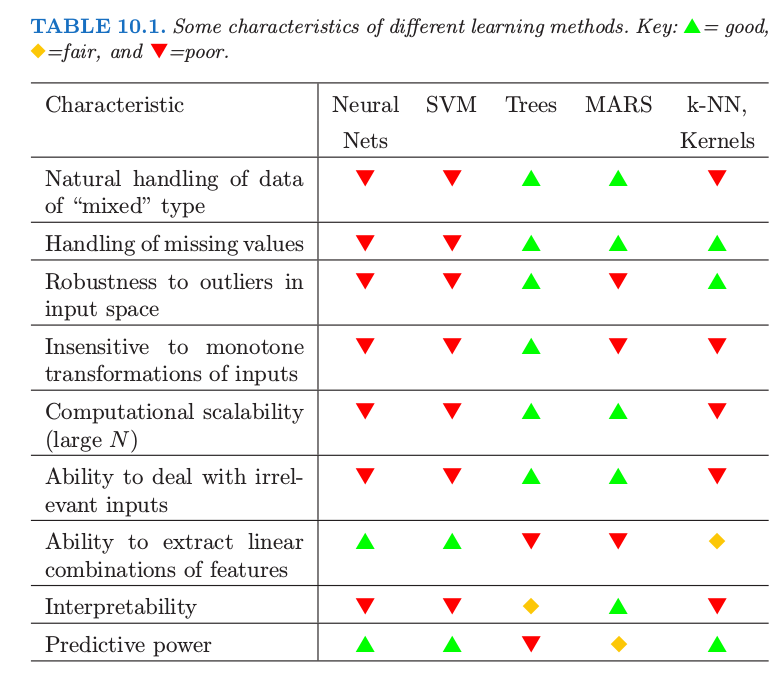 TABLE 10.1. Some characteristics of different learning methods. Key: ▲= good,
◆=fair, and ▼=poor.
Characteristic Neural SVM Trees MARS k-NN,
Nets Kernels
Natural handling of data ▼ ▼ ▲ ▲ ▼
of “mixed” type
Handling of missing values ▼ ▼ ▲ ▲ ▲
Robustness to outliers in ▼ ▼ ▲ ▼ ▲
input space
Insensitive to monotone ▼ ▼ ▲ ▼ ▼
transformations of inputs
Computational scalability ▼ ▼ ▲ ▲ ▼
(large N)
Ability to deal with irrel- ▼ ▼ ▲ ▲ ▼
evant inputs
Ability to extract linear ▲ ▲ ▼ ▼ ◆
combinations of features
Interpretability ▼ ▼ ◆ ▲ ▼
Predictive power ▲ ▲ ▼ ◆ ▲